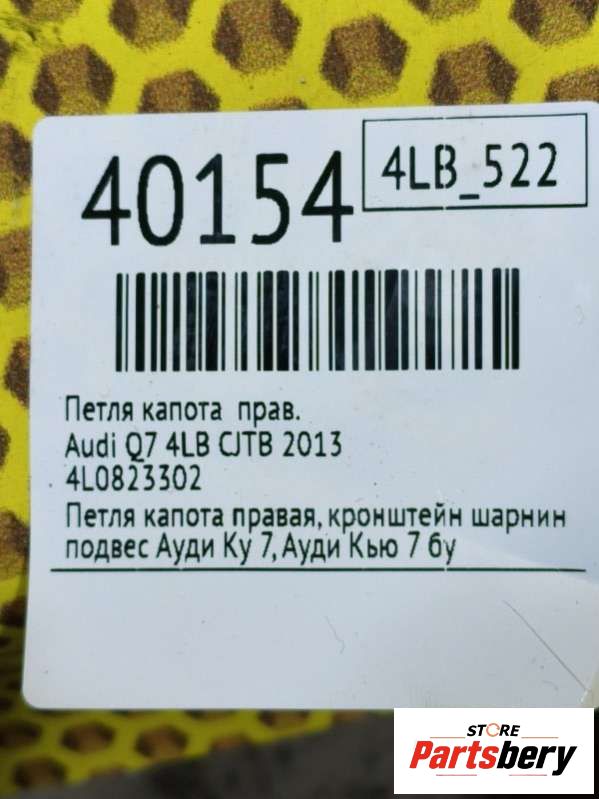 40154
4LB_522
Петля капота прав.
Audi Q7 4LB CJTB 2013
4L0823302
Петля капота правая, кронштейн шарнин
подвес Ауди Ку 7, Ауди Кью 7 бу
STORE
Partsbery